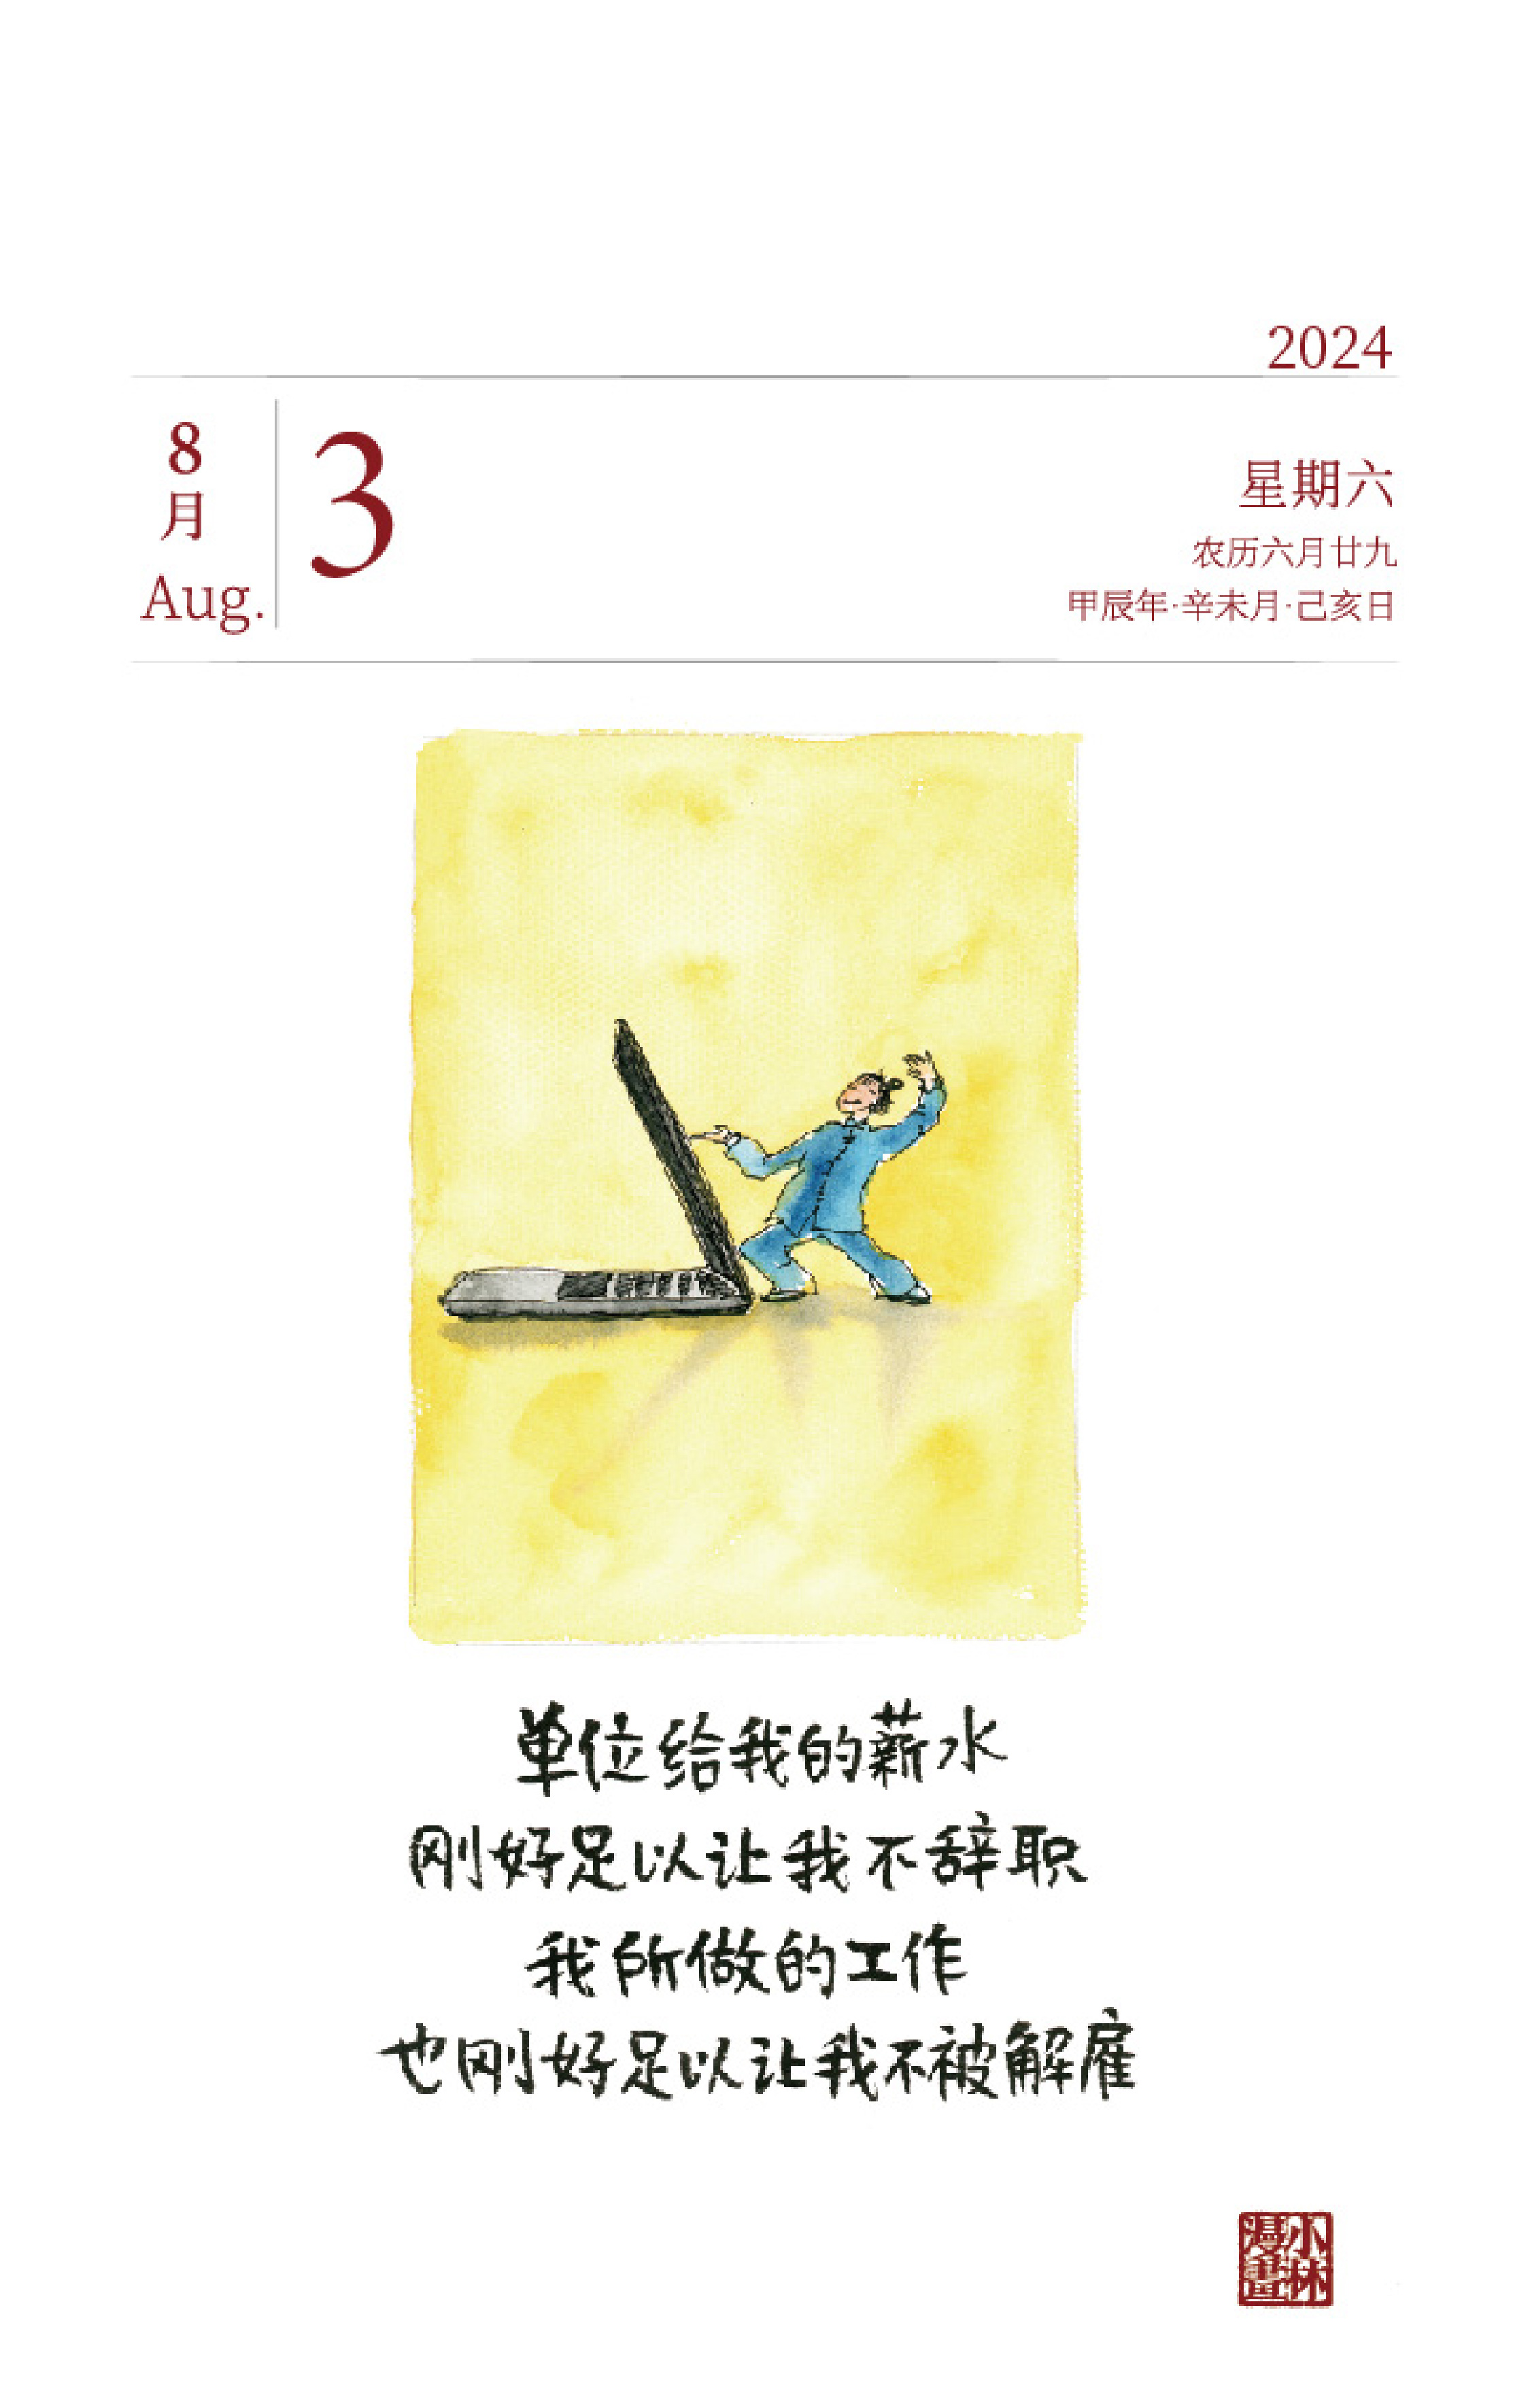 2024
8
月
Aug.
3
星期六
农历六月廿九
甲辰年·辛未月·己亥日
单位给我的薪水
刚好足以让我不辞职
我所做的工作
也刚好足以让我不被解雇
小林
漫畫